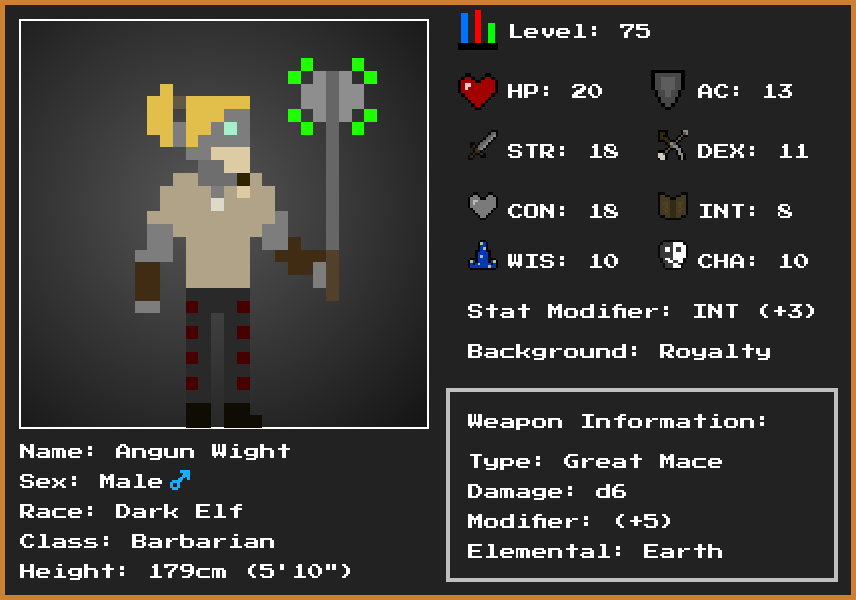 Level: 75
HP: 20 AC: 13
STR: 18 DEX: 11
CON: 18 INT: 8
WIS: 10 CHA: 10
Stat Modifier: INT (+3)
Background: Royalty
Weapon Information:
Type: Great Mace
Damage: d6
Modifier: (+5)
Elemental: Earth
Name: Angun Wight
Sex: Male ♂
Race: Dark Elf
Class: Barbarian
Height: 179cm (5'10")